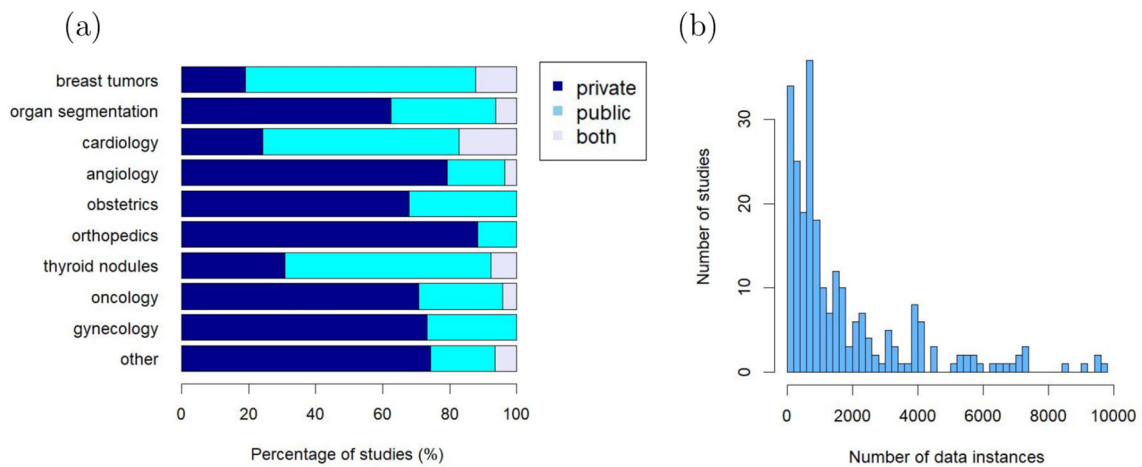 (a)
breast tumors
organ segmentation
cardiology
angiology
obstetrics
orthopedics
thyroid nodules
oncology
gynecology
other
0 20 40 60 80 100
Percentage of studies (%)
private
public
both
(b)
Number of studies
30
20
10
0
0 2000 4000 6000 8000 10000
Number of data instances